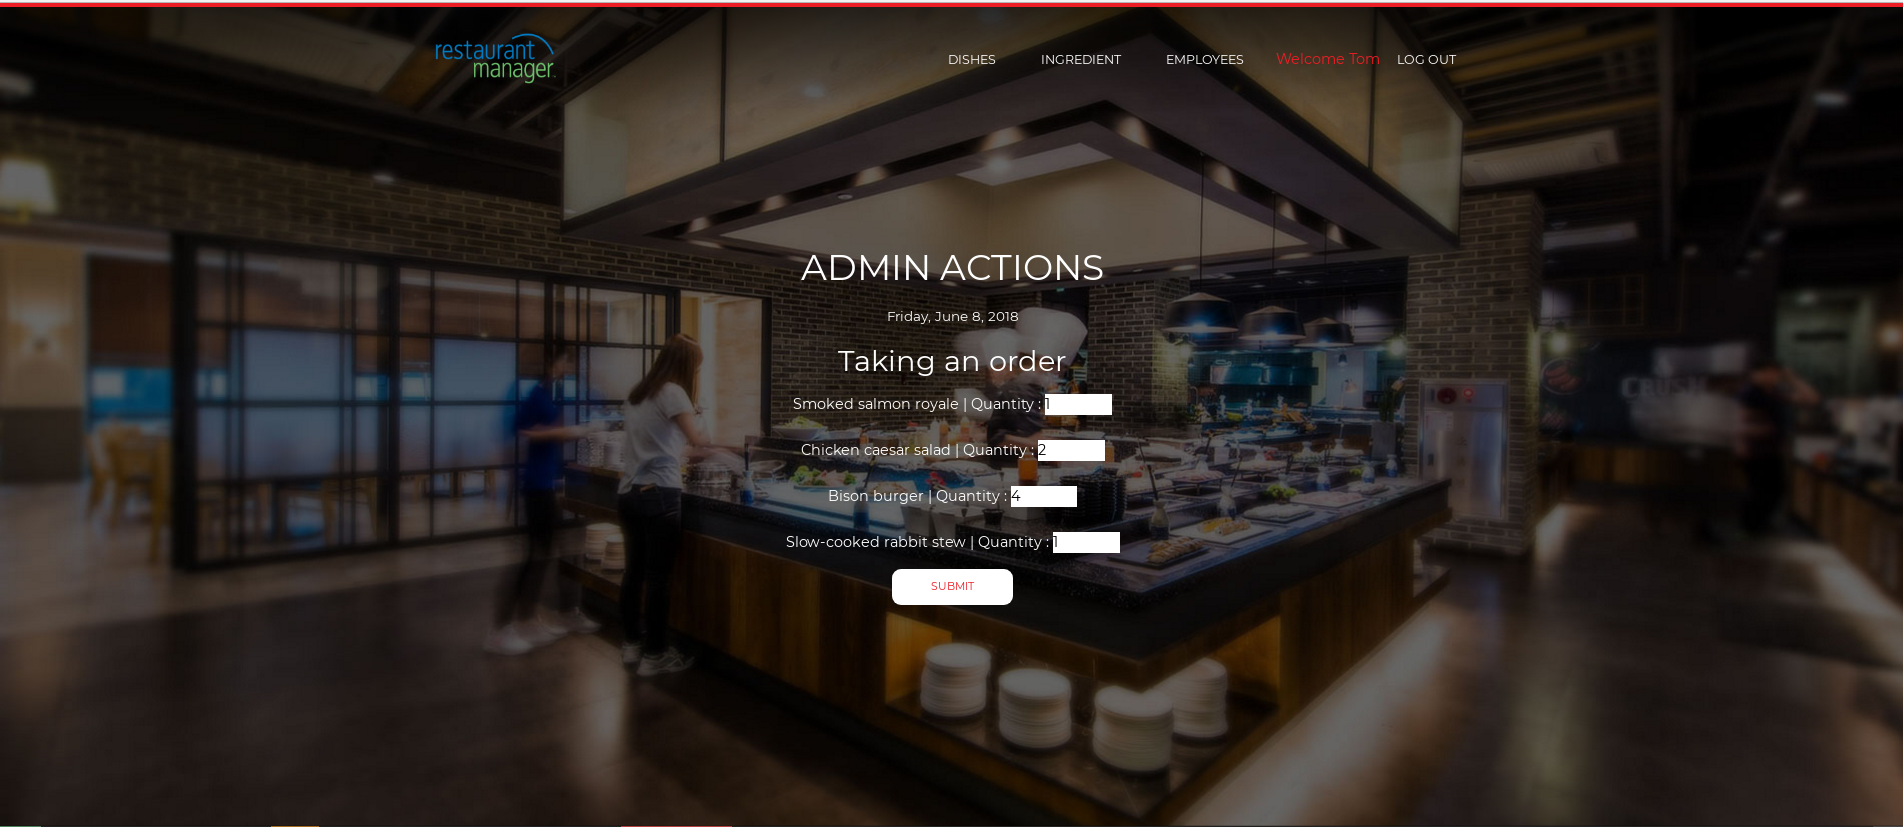 restaurant
manager
DISHES INGREDIENT EMPLOYEES Welcome Tom LOG OUT
ADMIN ACTIONS
Friday, June 8, 2018
Taking an order
Smoked salmon royale | Quantity : 1
Chicken caesar salad | Quantity : 2
Bison burger | Quantity : 4
Slow-cooked rabbit stew | Quantity : 1
SUBMIT